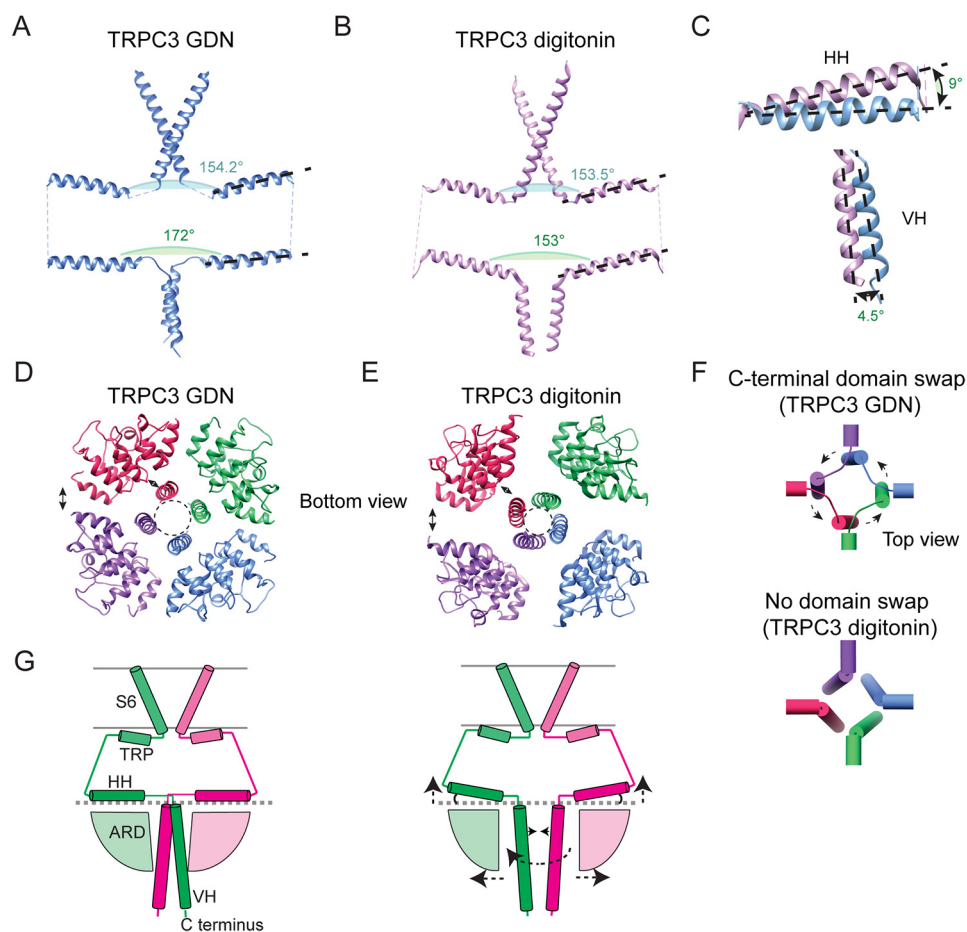 A
TRPC3 GDN
154.2°
172°
B
TRPC3 digitonin
153.5°
153°
C
HH
9°
VH
4.5°
D
TRPC3 GDN
E
TRPC3 digitonin
Bottom view
F
C-terminal domain swap
(TRPC3 GDN)
Top view
No domain swap
(TRPC3 digitonin)
G
S6
TRP
HH
ARD
VH
C terminus